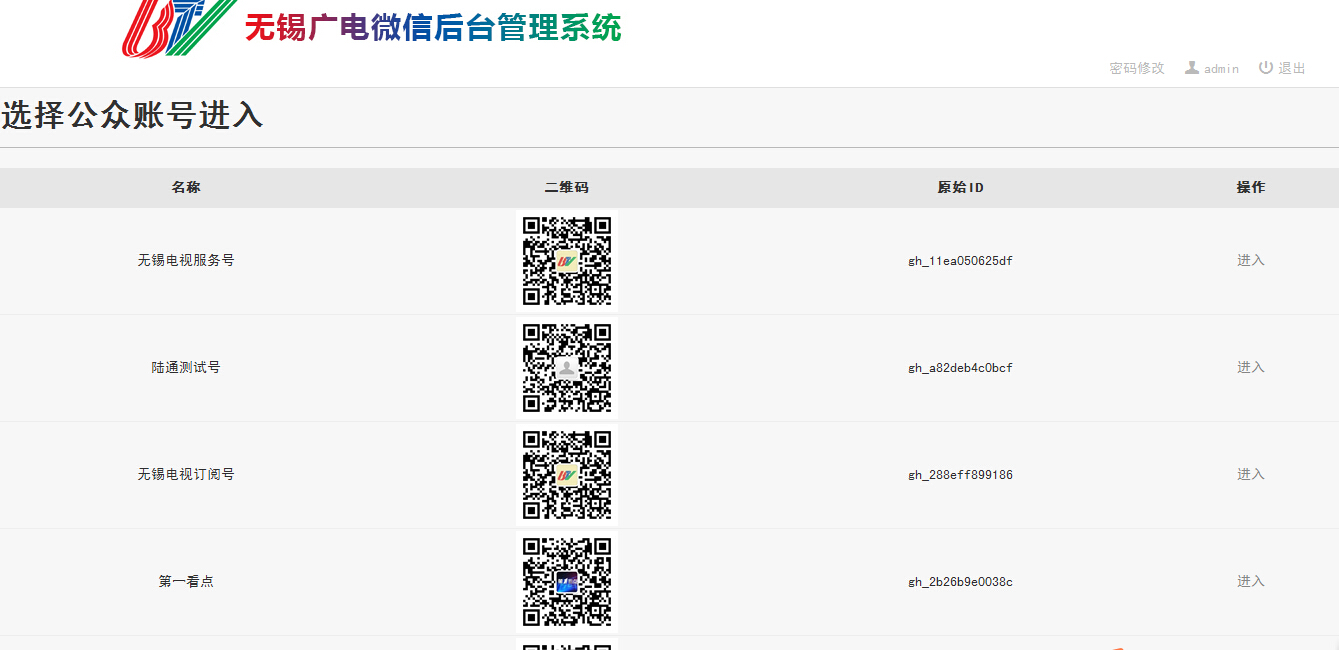 无锡广电微信后台管理系统
密码修改 admin 退出
选择公众账号进入
名称 二维码 原始ID 操作
无锡电视服务号 gh_11ea050625df 进入
陆通测试号 gh_a82deb4c0bcf 进入
无锡电视订阅号 gh_288eff899186 进入
第一看点 gh_2b26b9e0038c 进入